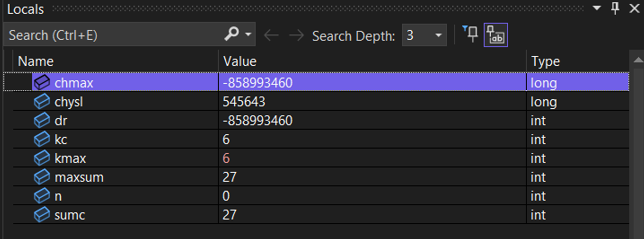 Locals
Search (Ctrl+E) Search Depth: 3
Name Value Type
chmax -858993460 long
chysl 545643 long
dr -858993460 int
kc 6 int
kmax 6 int
maxsum 27 int
n 0 int
sumc 27 int